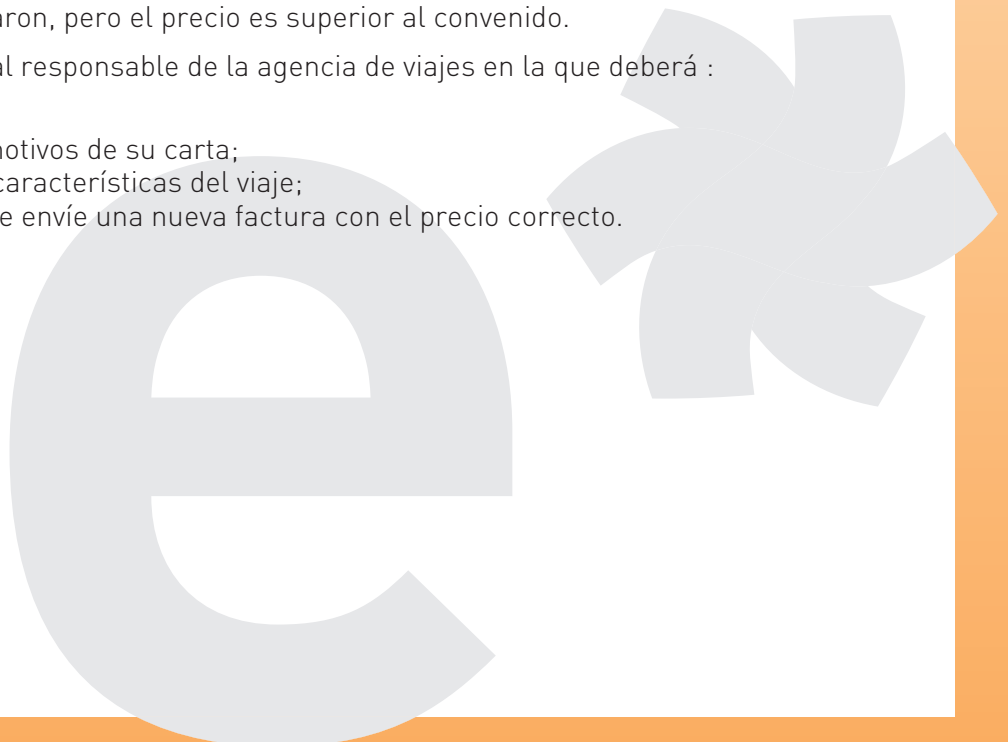 aron, pero el precio es superior al convenido.
al responsable de la agencia de viajes en la que deberá :
notivos de su carta;
características del viaje;
e envíe una nueva factura con el precio correcto.
e